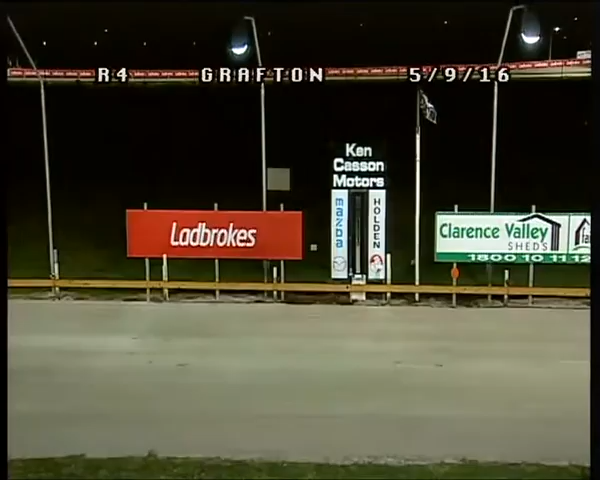 R4 GRAFTON 5/9/16
Ken
Casson
Motors
Ladbrokes
mazda
HOLDEN
Clarence Valley
SHEDS
1800 10 11 12